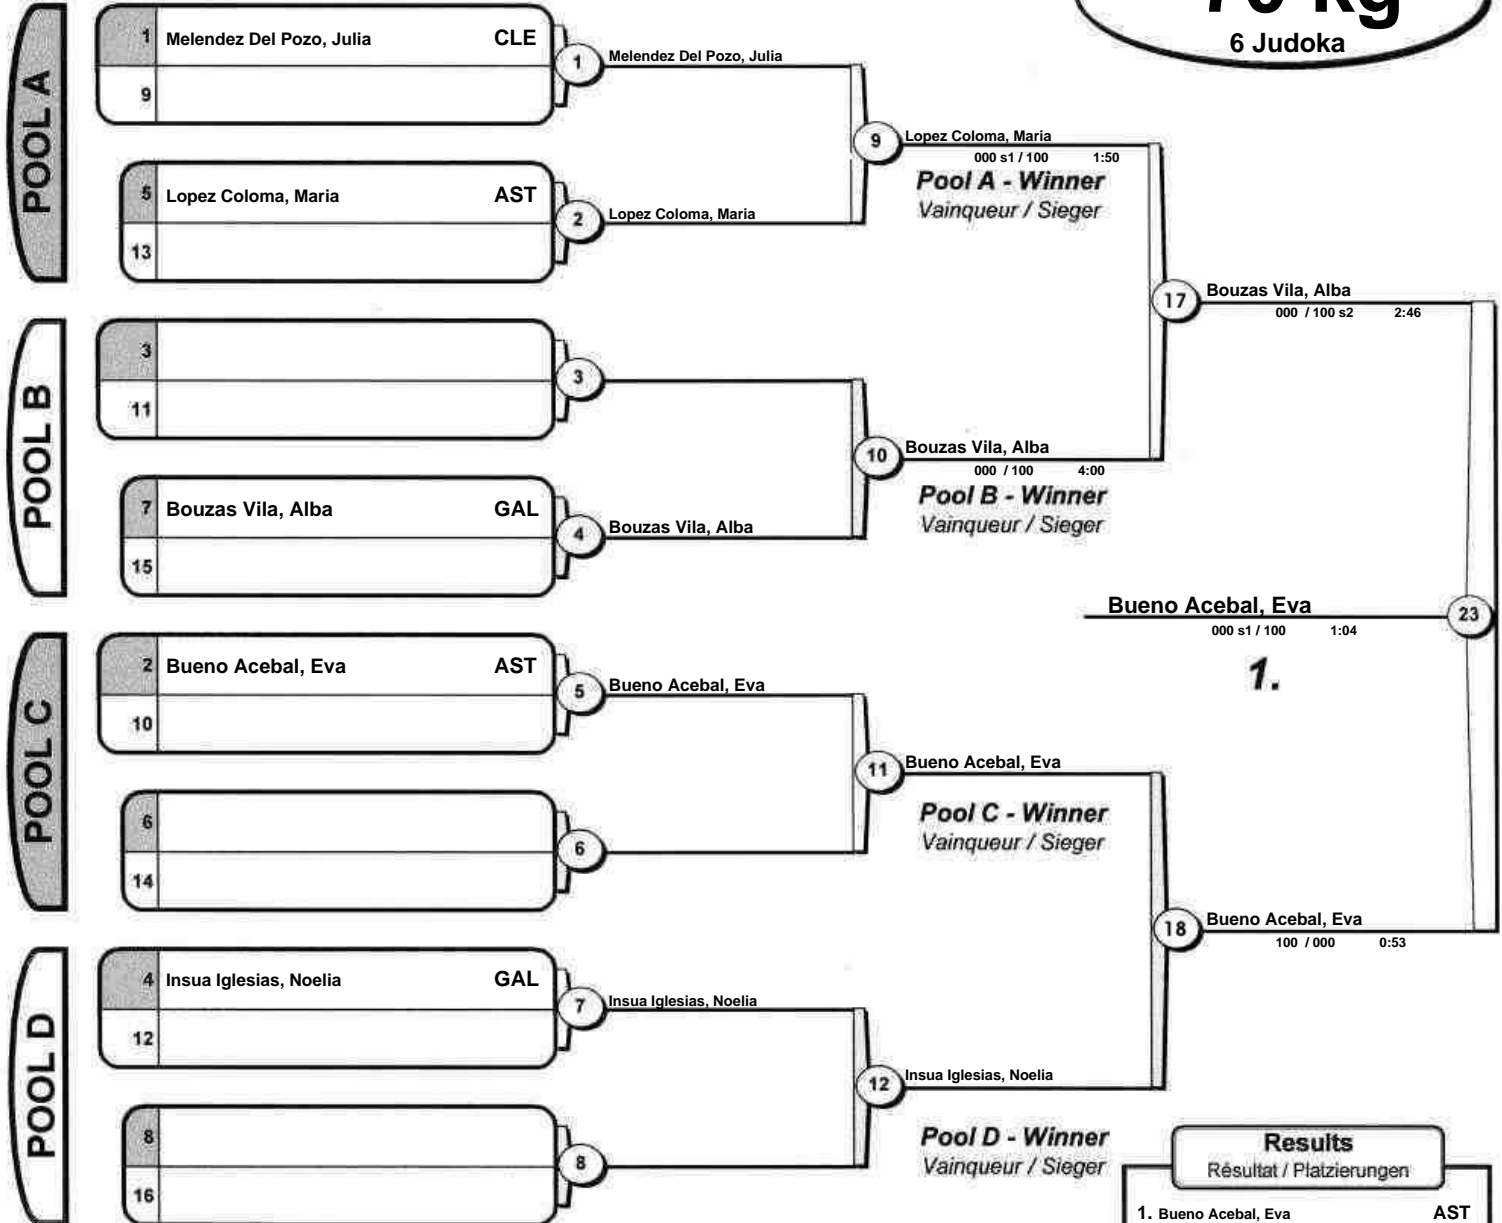 70 kg
6 Judoka
POOL A
1 Melendez Del Pozo, Julia CLE
9
1 Melendez Del Pozo, Julia
5 Lopez Coloma, Maria AST
13
2 Lopez Coloma, Maria
9 Lopez Coloma, Maria
000 s1 / 100 1:50
Pool A - Winner
Vainqueur / Sieger
POOL B
3
11
3
7 Bouzas Vila, Alba GAL
15
4 Bouzas Vila, Alba
10 Bouzas Vila, Alba
000 / 100 4:00
Pool B - Winner
Vainqueur / Sieger
17 Bouzas Vila, Alba
000 / 100 s2 2:46
Bueno Acebal, Eva 23
000 s1 / 100 1:04
1.
POOL C
2 Bueno Acebal, Eva AST
10
5 Bueno Acebal, Eva
6
14
6
11 Bueno Acebal, Eva
Pool C - Winner
Vainqueur / Sieger
18 Bueno Acebal, Eva
100 / 000 0:53
POOL D
4 Insua Iglesias, Noelia GAL
12
7 Insua Iglesias, Noelia
8
16
8
12 Insua Iglesias, Noelia
Pool D - Winner
Vainqueur / Sieger
Results
Résultat / Platzierungen
1. Bueno Acebal, Eva AST